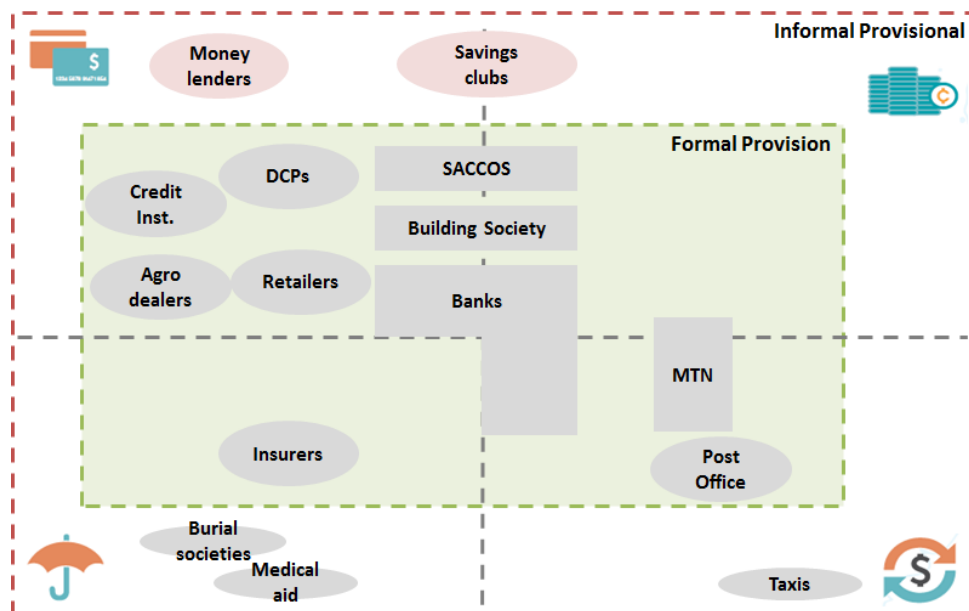 Informal Provisional
Money
lenders
Savings
clubs
$
¢
Formal Provision
DCPs
SACCOS
Credit
Inst.
Building Society
Agro
dealers
Retailers
Banks
MTN
Insurers
Post
Office
Burial
societies
Medical
aid
Taxis
$